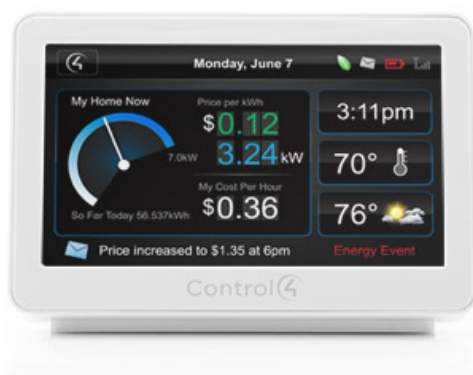 Monday, June 7
My Home Now
Price per kWh
$0.12
7.0kW
3.24 kW
My Cost Per Hour
$0.36
So Far Today 56.537kWh
3:11pm
70°
76°
Price increased to $1.35 at 6pm
Energy Event
Control4